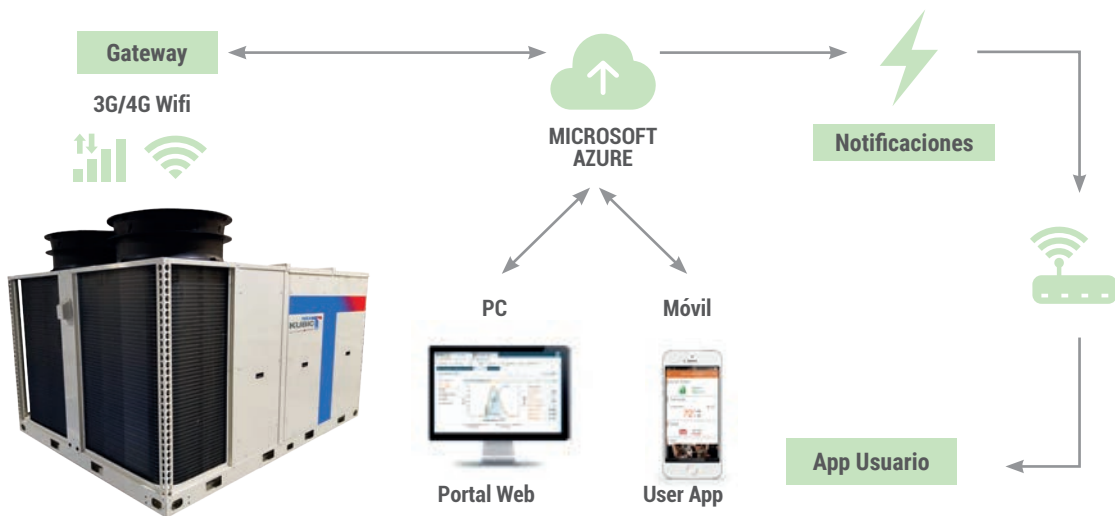 Gateway
3G/4G Wifi
MICROSOFT
AZURE
Notificaciones
KUBIC
PC
Móvil
Portal Web
User App
App Usuario